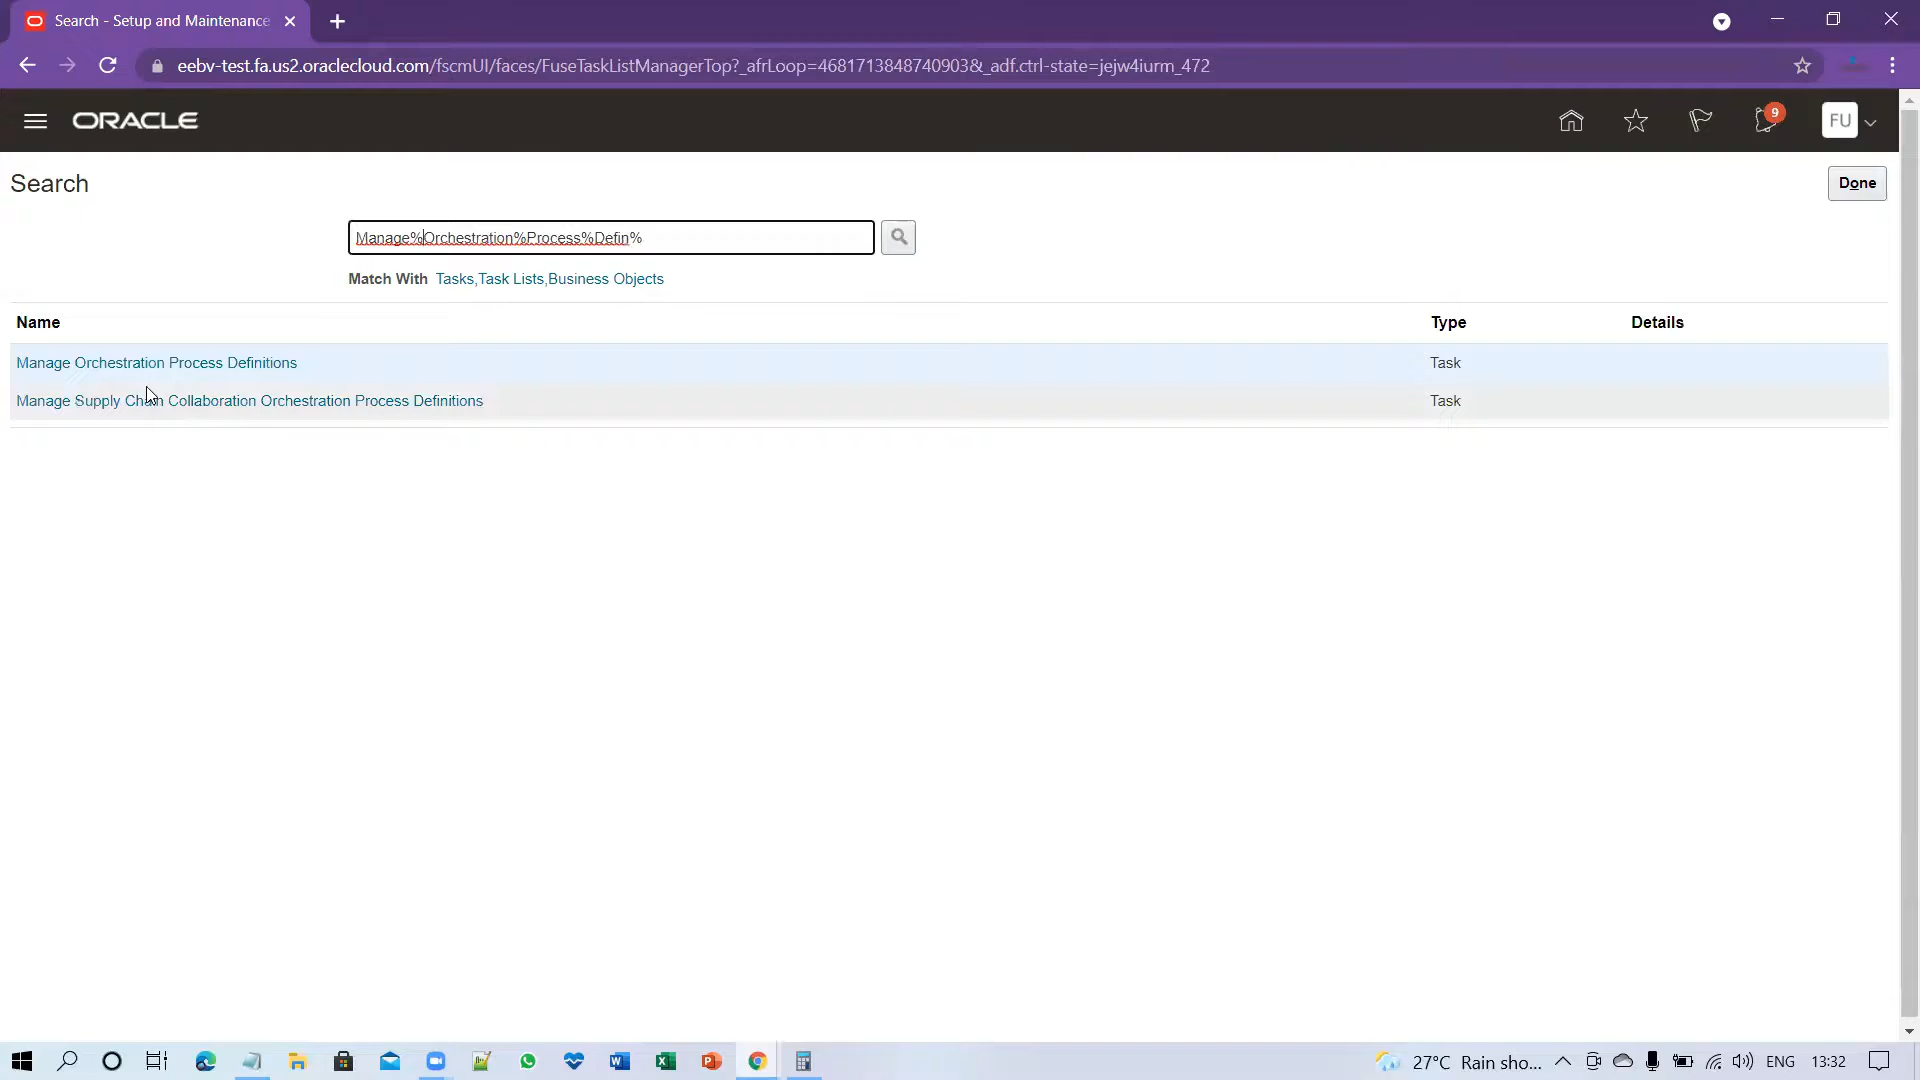 Search - Setup and Maintenance
eebv-test.fa.us2.oraclecloud.com/fscmUI/faces/FuseTaskListManagerTop?_afrLoop=4681713848740903&_adf.ctrl-state=jejw4iurm_472
ORACLE
9
FU
Search
Done
Manage%Orchestration%Process%Defin%
Match With Tasks,Task Lists,Business Objects
Name Type Details
Manage Orchestration Process Definitions Task
Manage Supply Chain Collaboration Orchestration Process Definitions Task
27°C Rain sho... ENG 13:32